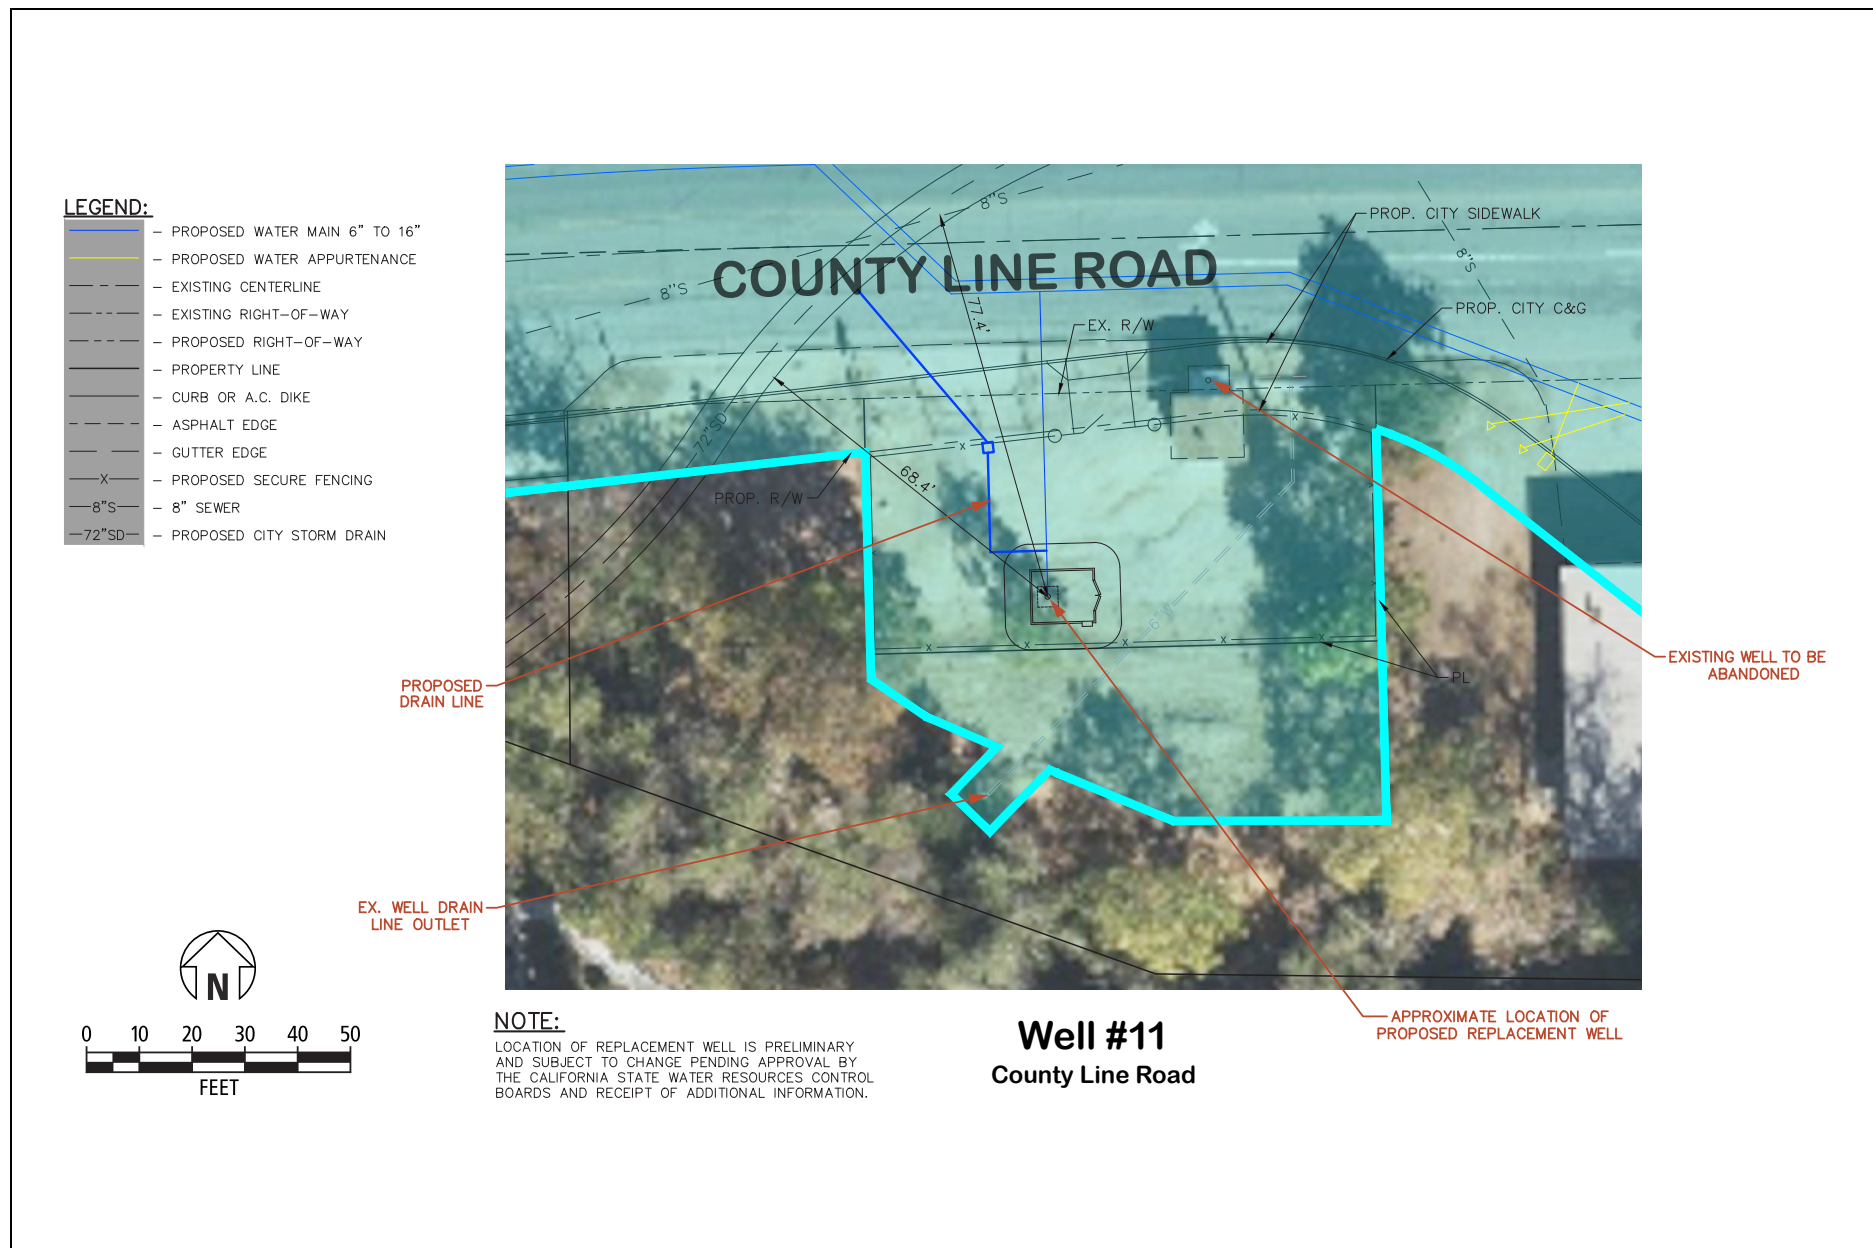 LEGEND:
— PROPOSED WATER MAIN 6" TO 16"
— PROPOSED WATER APPURTENANCE
— EXISTING CENTERLINE
— EXISTING RIGHT-OF-WAY
— PROPOSED RIGHT-OF-WAY
— PROPERTY LINE
— CURB OR A.C. DIKE
— ASPHALT EDGE
— GUTTER EDGE
X — PROPOSED SECURE FENCING
8"S — 8" SEWER
72"SD — PROPOSED CITY STORM DRAIN
8"S
PROP. CITY SIDEWALK
8"S
COUNTY LINE ROAD
8"S
77.4'
EX. R/W
PROP. CITY C&G
72"SD
X
X
68.4'
PROP. R/W
6"W
X
X
X
X
X
PL
PROPOSED
DRAIN LINE
EXISTING WELL TO BE
ABANDONED
EX. WELL DRAIN
LINE OUTLET
APPROXIMATE LOCATION OF
PROPOSED REPLACEMENT WELL
N
0 10 20 30 40 50
FEET
NOTE:
LOCATION OF REPLACEMENT WELL IS PRELIMINARY
AND SUBJECT TO CHANGE PENDING APPROVAL BY
THE CALIFORNIA STATE WATER RESOURCES CONTROL
BOARDS AND RECEIPT OF ADDITIONAL INFORMATION.
Well #11
County Line Road